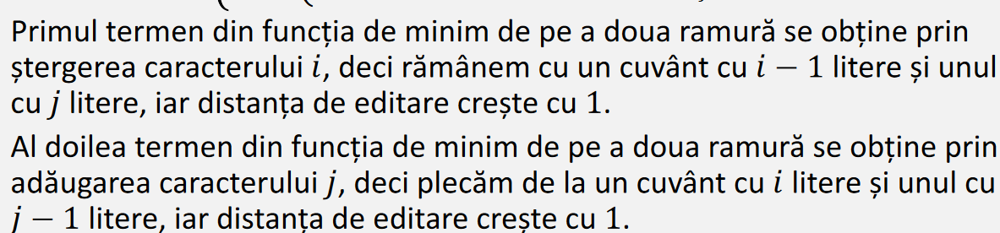 Primul termen din funcția de minim de pe a doua ramură se obține prin
ștergerea caracterului i, deci rămânem cu un cuvânt cu i − 1 litere și unul
cu j litere, iar distanța de editare crește cu 1.
Al doilea termen din funcția de minim de pe a doua ramură se obține prin
adăugarea caracterului j, deci plecăm de la un cuvânt cu i litere și unul cu
j − 1 litere, iar distanța de editare crește cu 1.